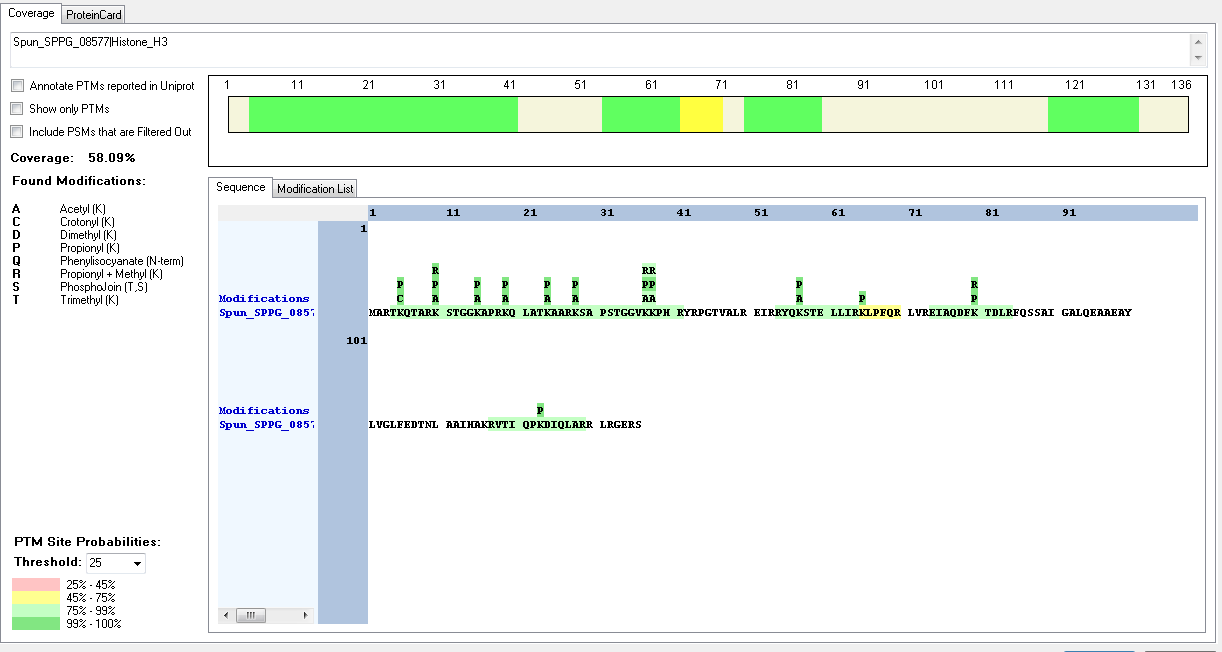 Coverage ProteinCard
Spun_SPPG_08577|Histone_H3
Annotate PTMs reported in Uniprot
Show only PTMs
Include PSMs that are Filtered Out
Coverage: 58.09%
Found Modifications:
A Acetyl (K)
C Crotonyl (K)
D Dimethyl (K)
P Propionyl (K)
Q Phenylisocyanate (N-term)
R Propionyl + Methyl (K)
S PhosphoJoin (T,S)
T Trimethyl (K)
1 11 21 31 41 51 61 71 81 91 101 111 121 131 136
Sequence Modification List
1 11 21 31 41 51 61 71 81 91
1
R RR
P P P P P P PP P R
Modifications C A A A A A AA A P P
Spun_SPPG_0857 MARTKQTARK STGGKAPRKQ LATKAARKSA PSTGGVKKPH RYRPGTVALR EIRRYQKSTE LLIRKLPFQR LVREIAQDFK TDLRFQSSAI GALQEAAEAY
101
P
Modifications
Spun_SPPG_0857 LVGLFEDTNL AAIHAKRVTI QPKDIQLARR LRGERS
PTM Site Probabilities:
Threshold: 25
25% - 45%
45% - 75%
75% - 99%
99% - 100%